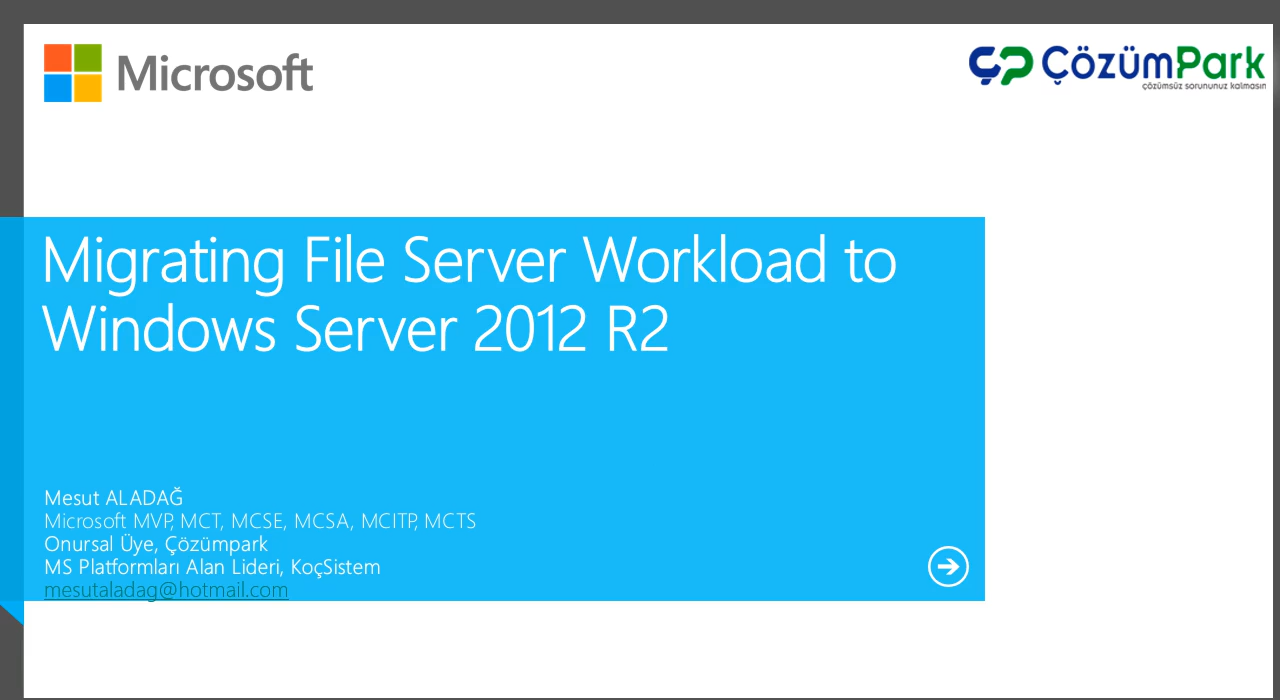 Microsoft
ÇözümPark
çözümsüz sorununuz kalmasın
Migrating File Server Workload to
Windows Server 2012 R2
Mesut ALADAĞ
Microsoft MVP, MCT, MCSE, MCSA, MCITP, MCTS
Onursal Üye, Çözümpark
MS Platformları Alan Lideri, KoçSistem
mesutaladag@hotmail.com